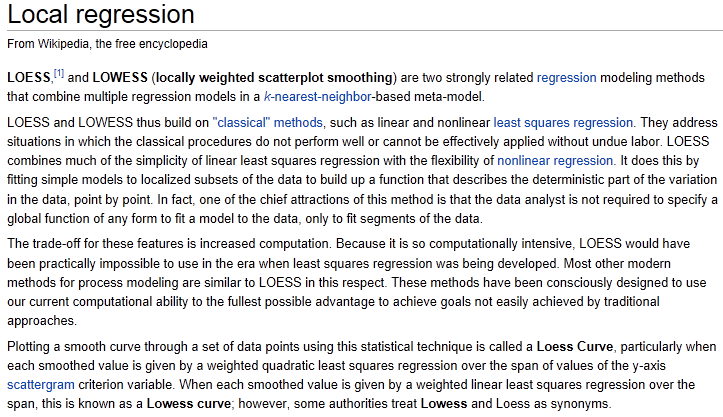 Local regression
From Wikipedia, the free encyclopedia
LOESS,[1] and LOWESS (locally weighted scatterplot smoothing) are two strongly related regression modeling methods
that combine multiple regression models in a k-nearest-neighbor-based meta-model.
LOESS and LOWESS thus build on "classical" methods, such as linear and nonlinear least squares regression. They address
situations in which the classical procedures do not perform well or cannot be effectively applied without undue labor. LOESS
combines much of the simplicity of linear least squares regression with the flexibility of nonlinear regression. It does this by
fitting simple models to localized subsets of the data to build up a function that describes the deterministic part of the variation
in the data, point by point. In fact, one of the chief attractions of this method is that the data analyst is not required to specify a
global function of any form to fit a model to the data, only to fit segments of the data.
The trade-off for these features is increased computation. Because it is so computationally intensive, LOESS would have
been practically impossible to use in the era when least squares regression was being developed. Most other modern
methods for process modeling are similar to LOESS in this respect. These methods have been consciously designed to use
our current computational ability to the fullest possible advantage to achieve goals not easily achieved by traditional
approaches.
Plotting a smooth curve through a set of data points using this statistical technique is called a Loess Curve, particularly when
each smoothed value is given by a weighted quadratic least squares regression over the span of values of the y-axis
scattergram criterion variable. When each smoothed value is given by a weighted linear least squares regression over the
span, this is known as a Lowess curve; however, some authorities treat Lowess and Loess as synonyms.